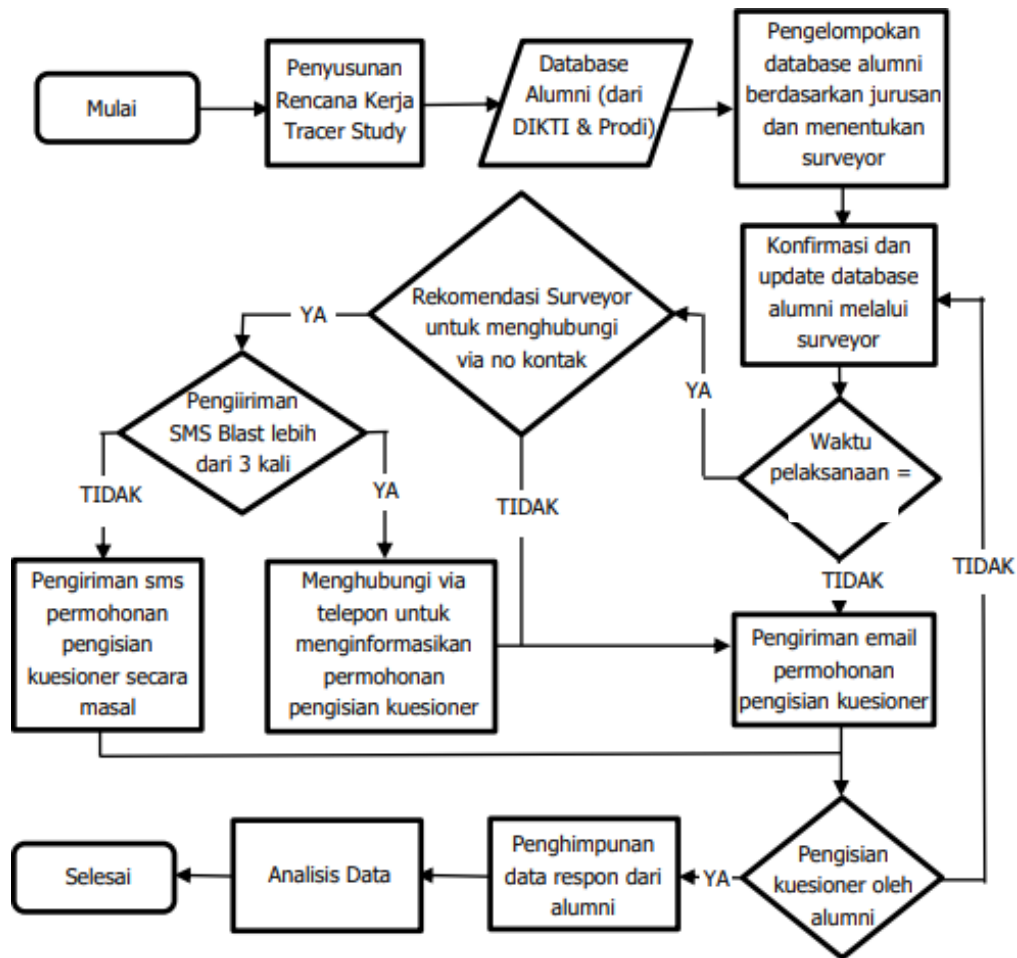 Mulai
Penyusunan
Rencana Kerja
Tracer Study
Database
Alumni (dari
DIKTI & Prodi)
Pengelompokan
database alumni
berdasarkan jurusan
dan menentukan
surveyor
Konfirmasi dan
update database
alumni melalui
surveyor
Waktu
pelaksanaan =
YA
TIDAK
Rekomendasi Surveyor
untuk menghubungi
via no kontak
YA
TIDAK
Pengiiriman
SMS Blast lebih
dari 3 kali
TIDAK
YA
Pengiriman sms
permohonan
pengisian
kuesioner secara
masal
Menghubungi via
telepon untuk
menginformasikan
permohonan
pengisian kuesioner
Pengiriman email
permohonan
pengisian kuesioner
Pengisian
kuesioner oleh
alumni
TIDAK
YA
Penghimpunan
data respon dari
alumni
Analisis Data
Selesai